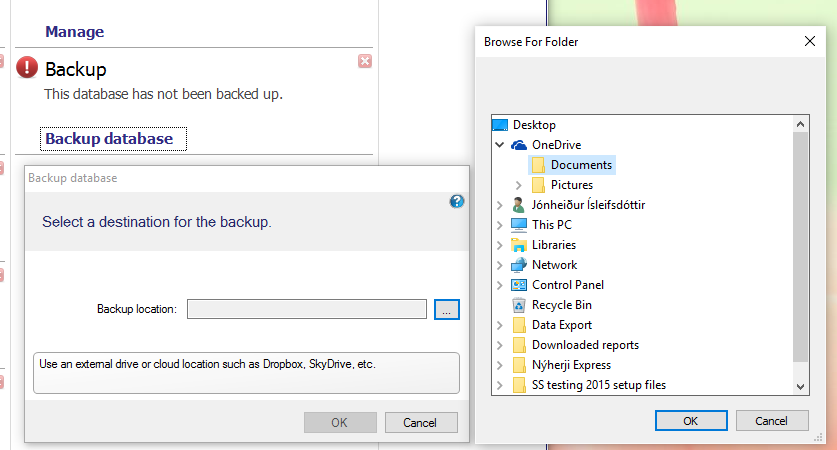 Manage
Backup
This database has not been backed up.
Backup database
Backup database
Select a destination for the backup.
Backup location:
...
Use an external drive or cloud location such as Dropbox, SkyDrive, etc.
OK
Cancel
Browse For Folder
Desktop
OneDrive
Documents
Pictures
Jónheiður Ísleifsdóttir
This PC
Libraries
Network
Control Panel
Recycle Bin
Data Export
Downloaded reports
Nýherji Express
SS testing 2015 setup files
OK
Cancel